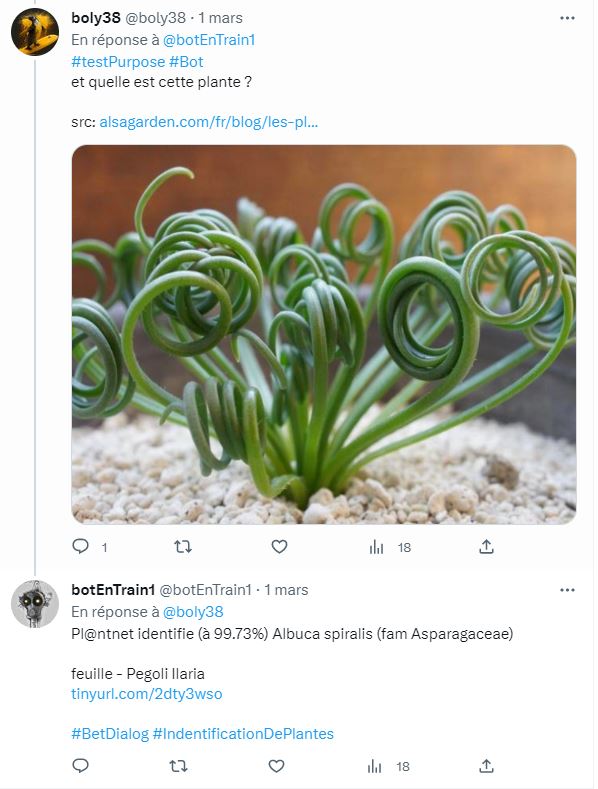 boly38 @boly38 · 1 mars
En réponse à @botEnTrain1
#testPurpose #Bot
et quelle est cette plante ?
src: alsagarden.com/fr/blog/les-pl...
1 18
botEnTrain1 @botEnTrain1 · 1 mars
En réponse à @boly38
Pl@ntnet identifie (à 99.73%) Albuca spiralis (fam Asparagaceae)
feuille - Pegoli Ilaria
tinyurl.com/2dty3wso
#BetDialog #IndentificationDePlantes
18